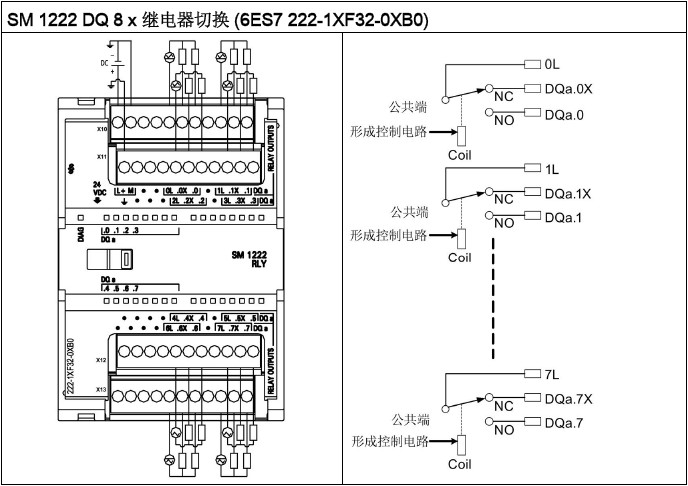 SM 1222 DQ 8 x 继电器切换 (6ES7 222-1XF32-0XB0)
DC
X10
X11
RELAY OUTPUTS
24
VDC
L+ M 0L .0X .0 1L .1X .1 DQ a
2L .2X .2 3L .3X .3 DQ a
DIAG
.0 .1 .2 .3
DQ a
SM 1222
RLY
DQ a
.4 .5 .6 .7
4L .4X .4 5L .5X .5 DQ a
6L .6X .6 7L .7X .7 DQ a
222-1XF32-0XB0
X12
X13
RELAY OUTPUTS
0L
DQa.0X
NC
公共端
DQa.0
NO
形成控制电路
Coil
1L
DQa.1X
NC
公共端
DQa.1
NO
形成控制电路
Coil
7L
DQa.7X
NC
公共端
DQa.7
NO
形成控制电路
Coil